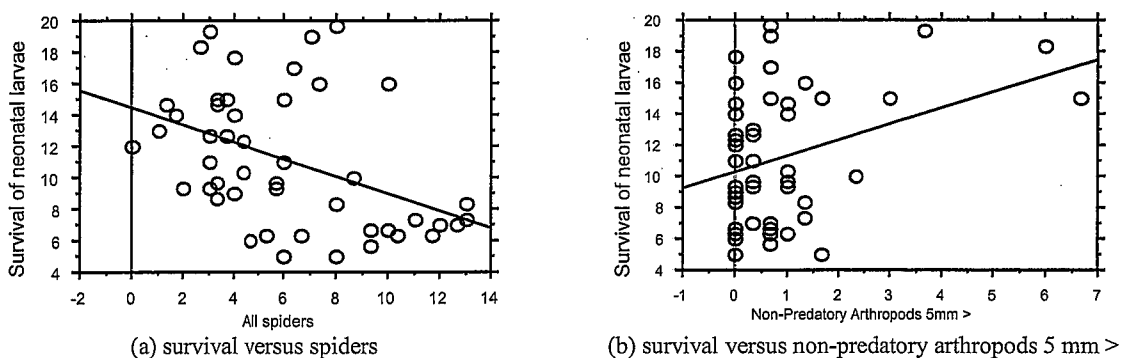 20
18
16
14
12
10
8
6
4
Survival of neonatal larvae
-2 0 2 4 6 8 10 12 14
All spiders
(a) survival versus spiders
20
18
16
14
12
10
8
6
4
Survival of neonatal larvae
-1 0 1 2 3 4 5 6 7
Non-Predatory Arthropods 5mm >
(b) survival versus non-predatory arthropods 5 mm >